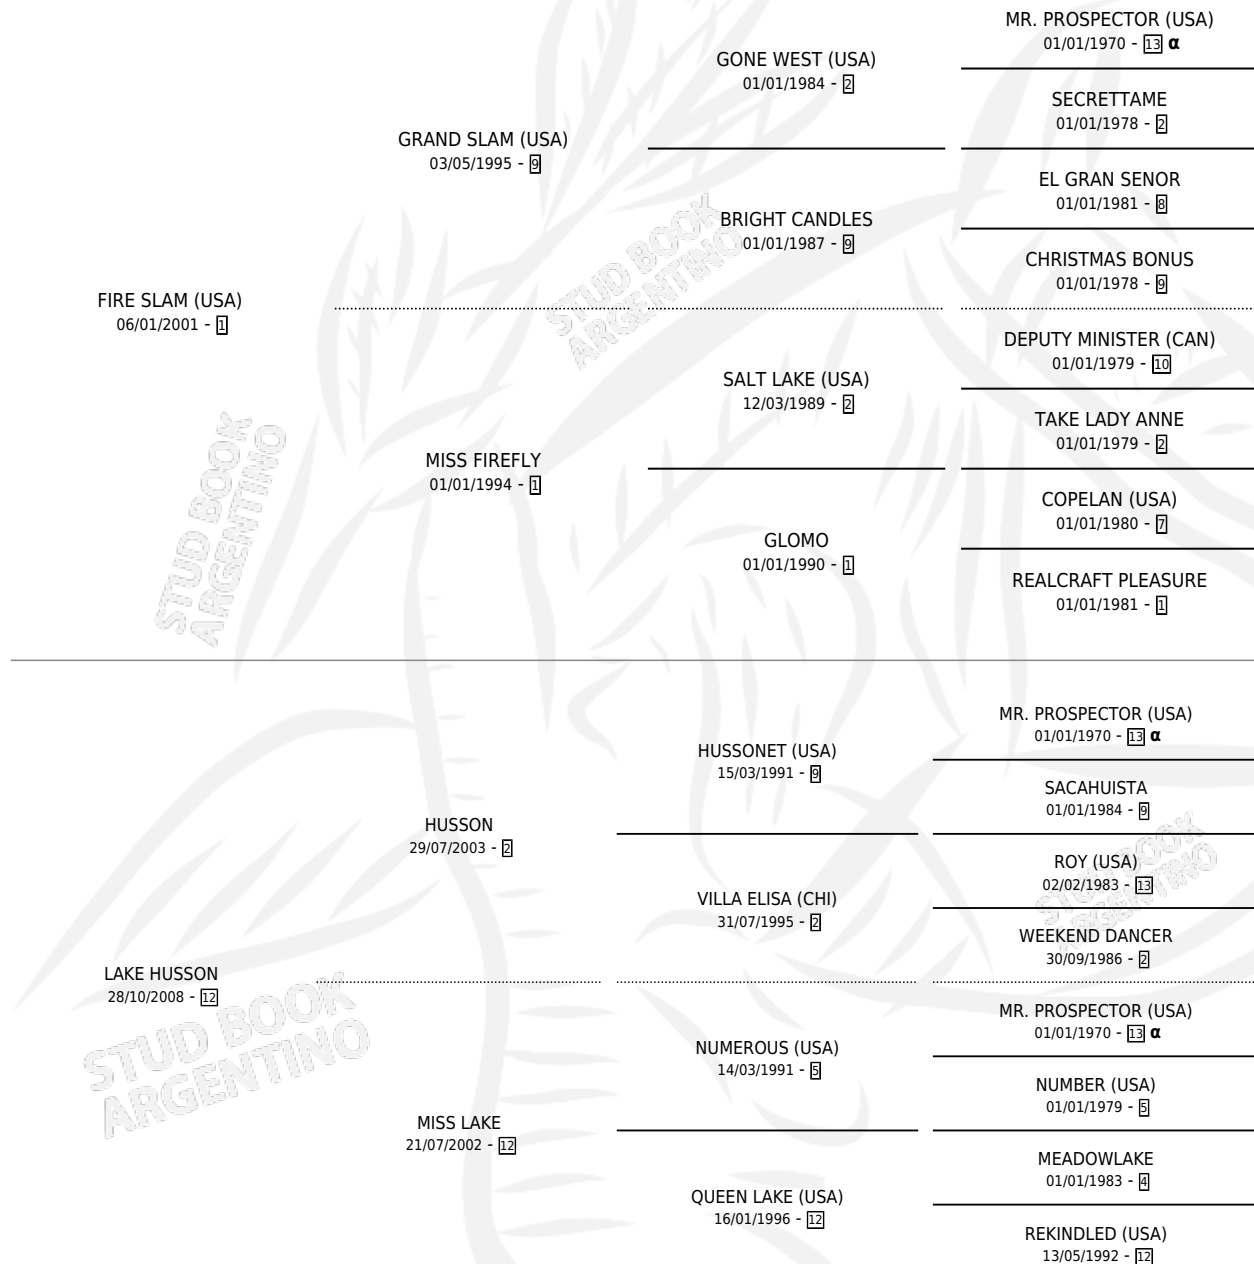 MR. PROSPECTOR (USA)
01/01/1970 - 13 α
GONE WEST (USA)
01/01/1984 - 2
SECRETTAME
01/01/1978 - 2
GRAND SLAM (USA)
03/05/1995 - 9
EL GRAN SENOR
01/01/1981 - 8
BRIGHT CANDLES
01/01/1987 - 9
CHRISTMAS BONUS
01/01/1978 - 9
FIRE SLAM (USA)
06/01/2001 - 1
DEPUTY MINISTER (CAN)
01/01/1979 - 10
SALT LAKE (USA)
12/03/1989 - 2
TAKE LADY ANNE
01/01/1979 - 2
MISS FIREFLY
01/01/1994 - 1
COPELAN (USA)
01/01/1980 - 7
GLOMO
01/01/1990 - 1
REALCRAFT PLEASURE
01/01/1981 - 1
MR. PROSPECTOR (USA)
01/01/1970 - 13 α
HUSSONET (USA)
15/03/1991 - 9
SACAHUISTA
01/01/1984 - 9
HUSSON
29/07/2003 - 2
ROY (USA)
02/02/1983 - 13
VILLA ELISA (CHI)
31/07/1995 - 2
WEEKEND DANCER
30/09/1986 - 2
LAKE HUSSON
28/10/2008 - 12
MR. PROSPECTOR (USA)
01/01/1970 - 13 α
NUMEROUS (USA)
14/03/1991 - 5
NUMBER (USA)
01/01/1979 - 5
MISS LAKE
21/07/2002 - 12
MEADOWLAKE
01/01/1983 - 4
QUEEN LAKE (USA)
16/01/1996 - 12
REKINDLED (USA)
13/05/1992 - 12
STUD BOOK
ARGENTINO
STUD BOOK
ARGENTINO
STUD BOOK
ARGENTINO
STUD BOOK
ARGENTINO